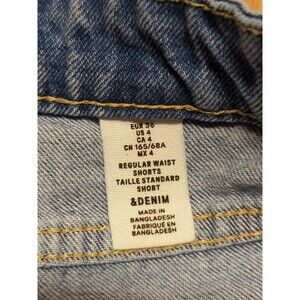 EUR 36
US 4
CA 4
CN 165/68A
MX 4
REGULAR WAIST
SHORTS
TAILLE STANDARD
SHORT
&DENIM
MADE IN
BANGLADESH
FABRIQUÉ EN
BANGLADESH